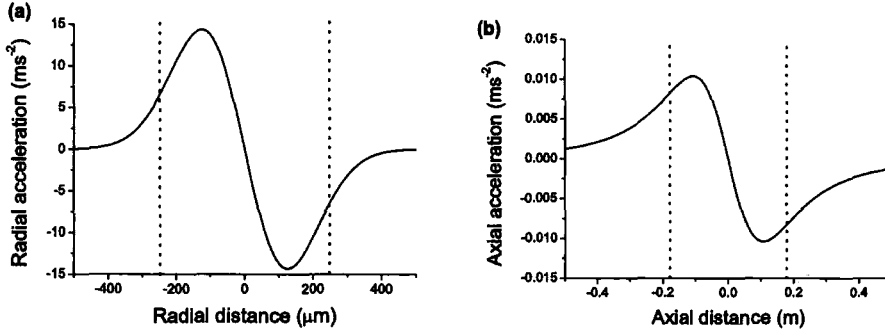 (a)
Radial acceleration (ms⁻²)
15
10
5
0
-5
-10
-15
-400 -200 0 200 400
Radial distance (μm)
(b)
Axial acceleration (ms⁻²)
0.015
0.010
0.005
0.000
-0.005
-0.010
-0.015
-0.4 -0.2 0.0 0.2 0.4
Axial distance (m)